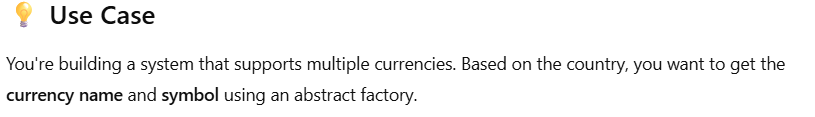 💡 Use Case
You're building a system that supports multiple currencies. Based on the country, you want to get the
currency name and symbol using an abstract factory.